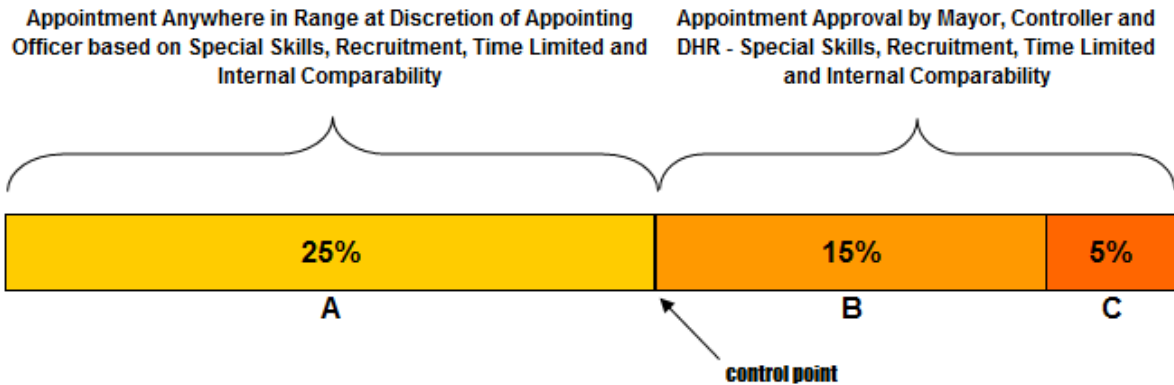 Appointment Anywhere in Range at Discretion of Appointing
Officer based on Special Skills, Recruitment, Time Limited and
Internal Comparability
Appointment Approval by Mayor, Controller and
DHR - Special Skills, Recruitment, Time Limited
and Internal Comparability
25%
15%
5%
A
B
C
control point